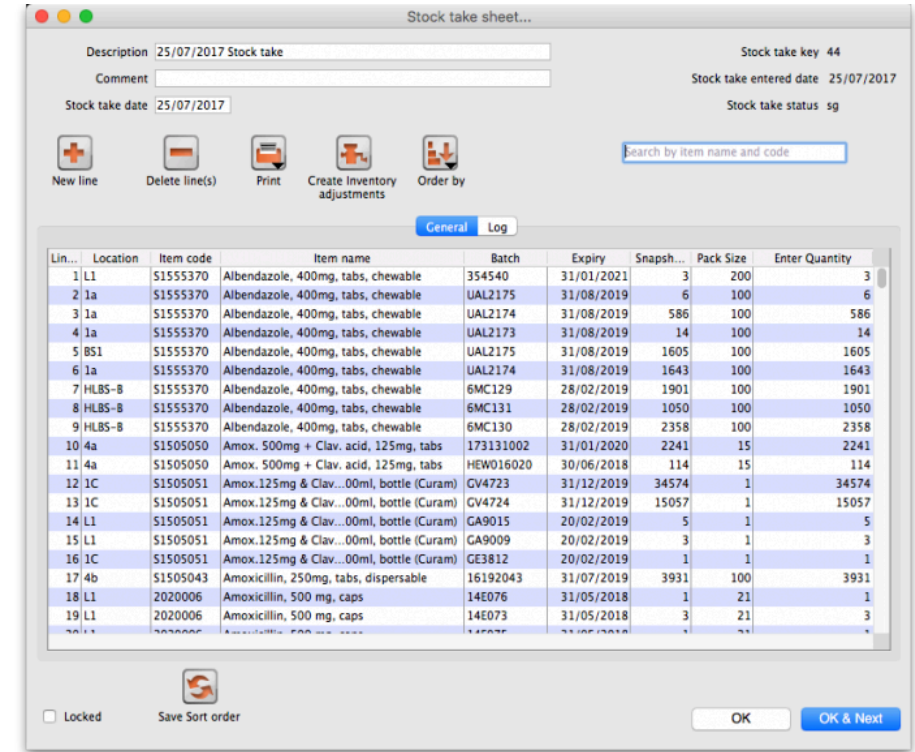 Stock take sheet...
Description 25/07/2017 Stock take Stock take key 44
Comment Stock take entered date 25/07/2017
Stock take date 25/07/2017 Stock take status sg
Search by item name and code
New line Delete line(s) Print Create Inventory adjustments Order by
General Log
Lin... Location Item code Item name Batch Expiry Snapsh... Pack Size Enter Quantity
1 L1 S1555370 Albendazole, 400mg, tabs, chewable 354540 31/01/2021 3 200 3
2 1a S1555370 Albendazole, 400mg, tabs, chewable UAL2175 31/08/2019 6 100 6
3 1a S1555370 Albendazole, 400mg, tabs, chewable UAL2174 31/08/2019 586 100 586
4 1a S1555370 Albendazole, 400mg, tabs, chewable UAL2173 31/08/2019 14 100 14
5 BS1 S1555370 Albendazole, 400mg, tabs, chewable UAL2175 31/08/2019 1605 100 1605
6 1a S1555370 Albendazole, 400mg, tabs, chewable UAL2174 31/08/2019 1643 100 1643
7 HLBS-B S1555370 Albendazole, 400mg, tabs, chewable 6MC129 28/02/2019 1901 100 1901
8 HLBS-B S1555370 Albendazole, 400mg, tabs, chewable 6MC131 28/02/2019 1050 100 1050
9 HLBS-B S1555370 Albendazole, 400mg, tabs, chewable 6MC130 28/02/2019 2358 100 2358
10 4a S1505050 Amox. 500mg + Clav. acid, 125mg, tabs 173131002 31/01/2020 2241 15 2241
11 4a S1505050 Amox. 500mg + Clav. acid, 125mg, tabs HEW016020 30/06/2018 114 15 114
12 1C S1505051 Amox.125mg & Clav...00ml, bottle (Curam) GV4723 31/12/2019 34574 1 34574
13 1C S1505051 Amox.125mg & Clav...00ml, bottle (Curam) GV4724 31/12/2019 15057 1 15057
14 L1 S1505051 Amox.125mg & Clav...00ml, bottle (Curam) GA9015 20/02/2019 5 1 5
15 L1 S1505051 Amox.125mg & Clav...00ml, bottle (Curam) GA9009 20/02/2019 3 1 3
16 1C S1505051 Amox.125mg & Clav...00ml, bottle (Curam) GE3812 20/02/2019 1 1 1
17 4b S1505043 Amoxicillin, 250mg, tabs, dispersable 16192043 31/07/2019 3931 100 3931
18 L1 2020006 Amoxicillin, 500 mg, caps 14E076 31/05/2018 1 21 1
19 L1 2020006 Amoxicillin, 500 mg, caps 14E073 31/05/2018 3 21 3
Locked Save Sort order OK OK & Next